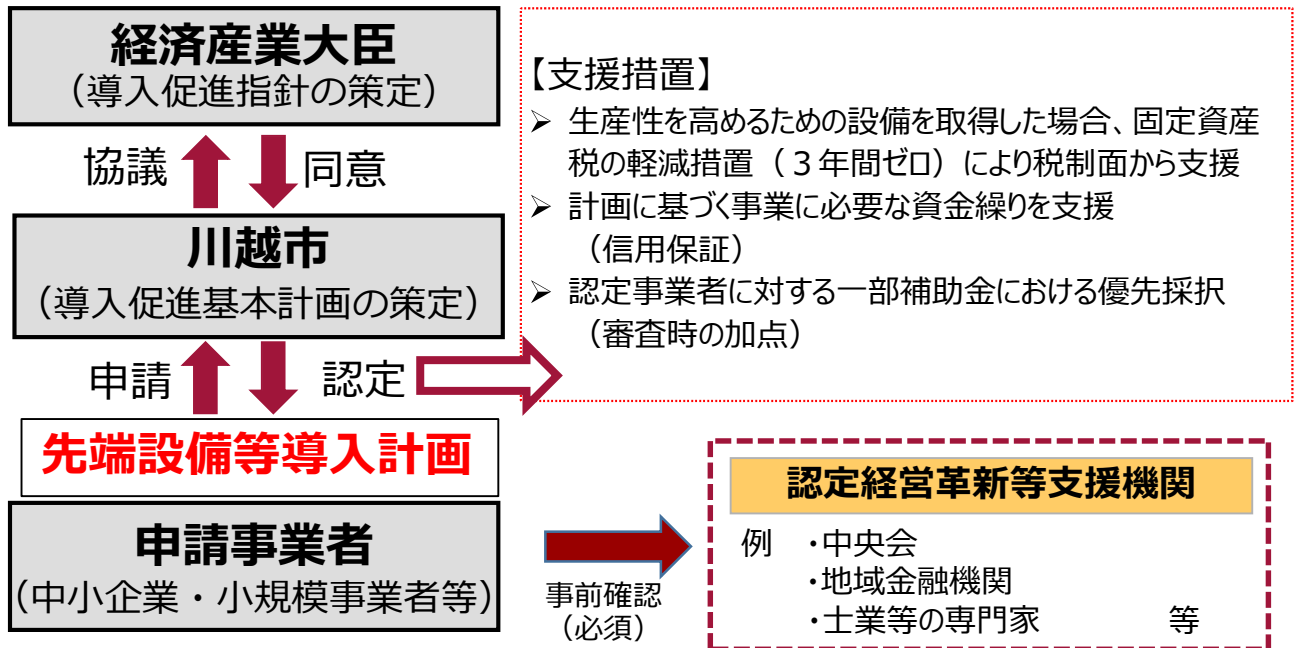 経済産業大臣
（導入促進指針の策定）
協議
同意
川越市
（導入促進基本計画の策定）
申請
認定
先端設備等導入計画
申請事業者
（中小企業・小規模事業者等）
【支援措置】
➢ 生産性を高めるための設備を取得した場合、固定資産
税の軽減措置（３年間ゼロ）により税制面から支援
➢ 計画に基づく事業に必要な資金繰りを支援
（信用保証）
➢ 認定事業者に対する一部補助金における優先採択
（審査時の加点）
事前確認
（必須）
認定経営革新等支援機関
例 ・中央会
・地域金融機関
・士業等の専門家 等